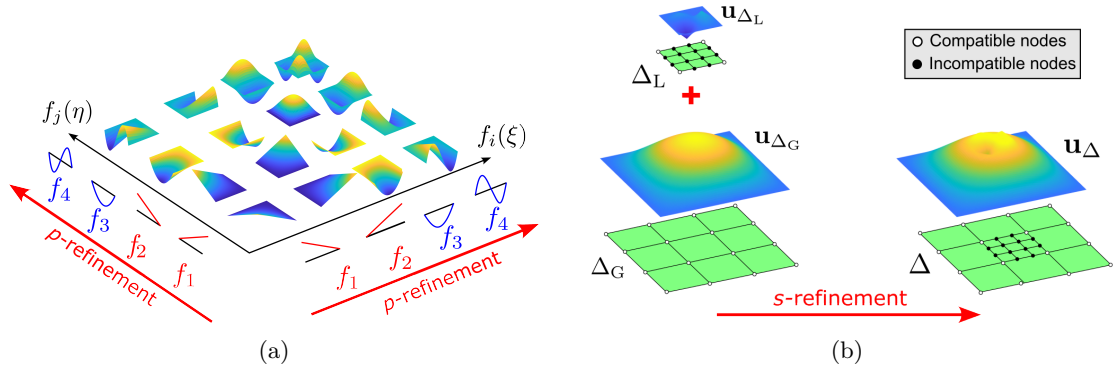 f_j(η)
f_i(ξ)
f_4
f_3
f_2
f_1
p-refinement
f_1
f_2
f_3
f_4
p-refinement
(a)
u_{Δ_L}
Δ_L
+
u_{Δ_G}
Δ_G
Compatible nodes
Incompatible nodes
u_Δ
Δ
s-refinement
(b)